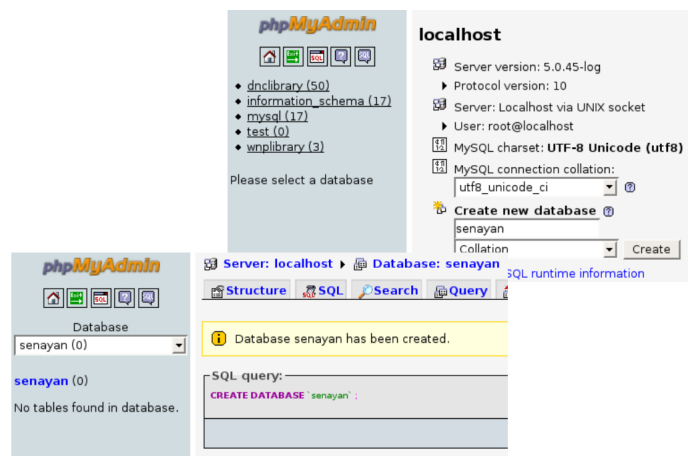 phpMyAdmin
SQL
dnclibrary (50)
information_schema (17)
mysql (17)
test (0)
wnplibrary (3)
Please select a database
localhost
Server version: 5.0.45-log
Protocol version: 10
Server: Localhost via UNIX socket
User: root@localhost
MySQL charset: UTF-8 Unicode (utf8)
MySQL connection collation:
utf8_unicode_ci
Create new database
senayan
Collation
Create
SQL runtime information
phpMyAdmin
SQL
Database
senayan (0)
senayan (0)
No tables found in database.
Server: localhost Database: senayan
Structure SQL Search Query
Database senayan has been created.
SQL query:
CREATE DATABASE `senayan` ;